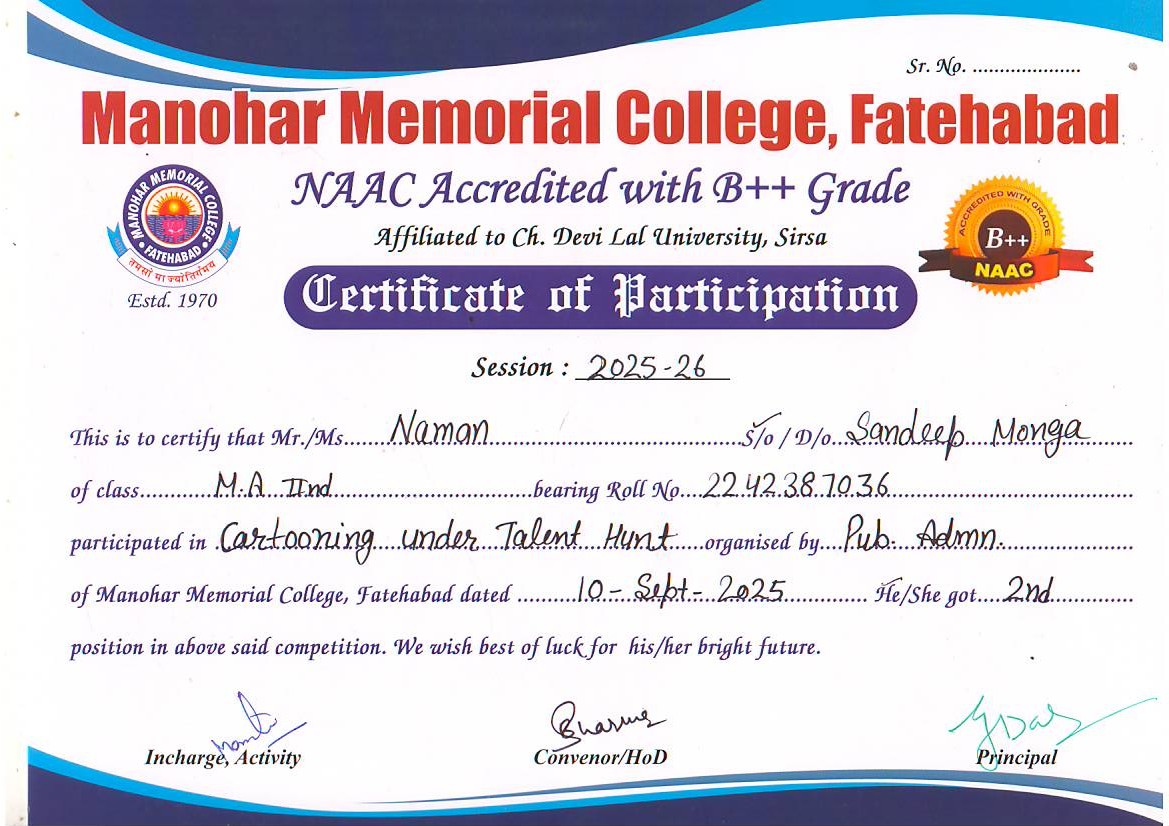 Sr. No. ....................
Manohar Memorial College, Fatehabad
NAAC Accredited with B++ Grade
Affiliated to Ch. Devi Lal University, Sirsa
MANOHAR MEMORIAL COLLEGE
FATEHABAD
तमसो मा ज्योतिर्गमय
Estd. 1970
ACCREDITED WITH GRADE
B++
NAAC
Certificate of Participation
Session : 2025-26
This is to certify that Mr./Ms. Naman S/o / D/o. Sandeep Monga
of class M.A IInd bearing Roll No. 2242387036
participated in Cartooning under Talent Hunt organised by Pub. Admn.
of Manohar Memorial College, Fatehabad dated 10-Sept-2025 He/She got 2nd
position in above said competition. We wish best of luck for his/her bright future.
Sharma
Incharge, Activity Convenor/HoD Principal